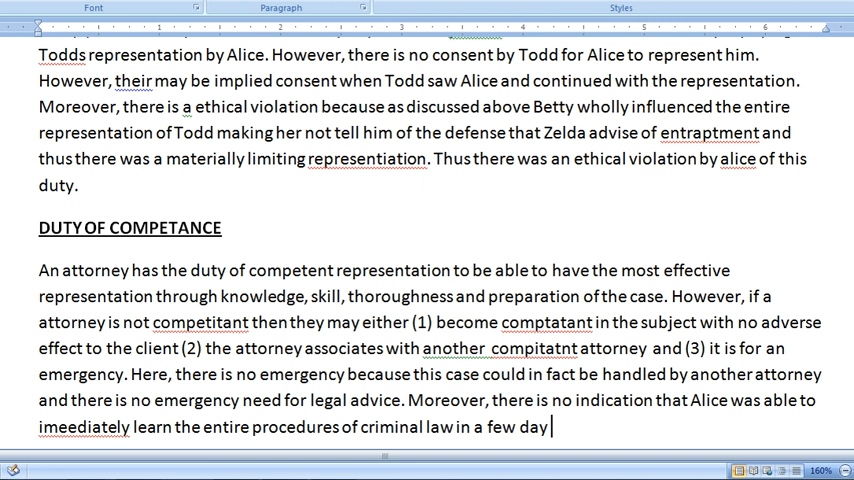 Font Paragraph Styles
1 2 3 4 5 6
Todds representation by Alice. However, there is no consent by Todd for Alice to represent him.
However, their may be implied consent when Todd saw Alice and continued with the representation.
Moreover, there is a ethical violation because as discussed above Betty wholly influenced the entire
representation of Todd making her not tell him of the defense that Zelda advise of entraptment and
thus there was a materially limiting representiation. Thus there was an ethical violation by alice of this
duty.
DUTY OF COMPETANCE
An attorney has the duty of competent representation to be able to have the most effective
representation through knowledge, skill, thoroughness and preparation of the case. However, if a
attorney is not competitant then they may either (1) become comptatant in the subject with no adverse
effect to the client (2) the attorney associates with another compitatnt attorney and (3) it is for an
emergency. Here, there is no emergency because this case could in fact be handled by another attorney
and there is no emergency need for legal advice. Moreover, there is no indication that Alice was able to
imeediately learn the entire procedures of criminal law in a few day
160%